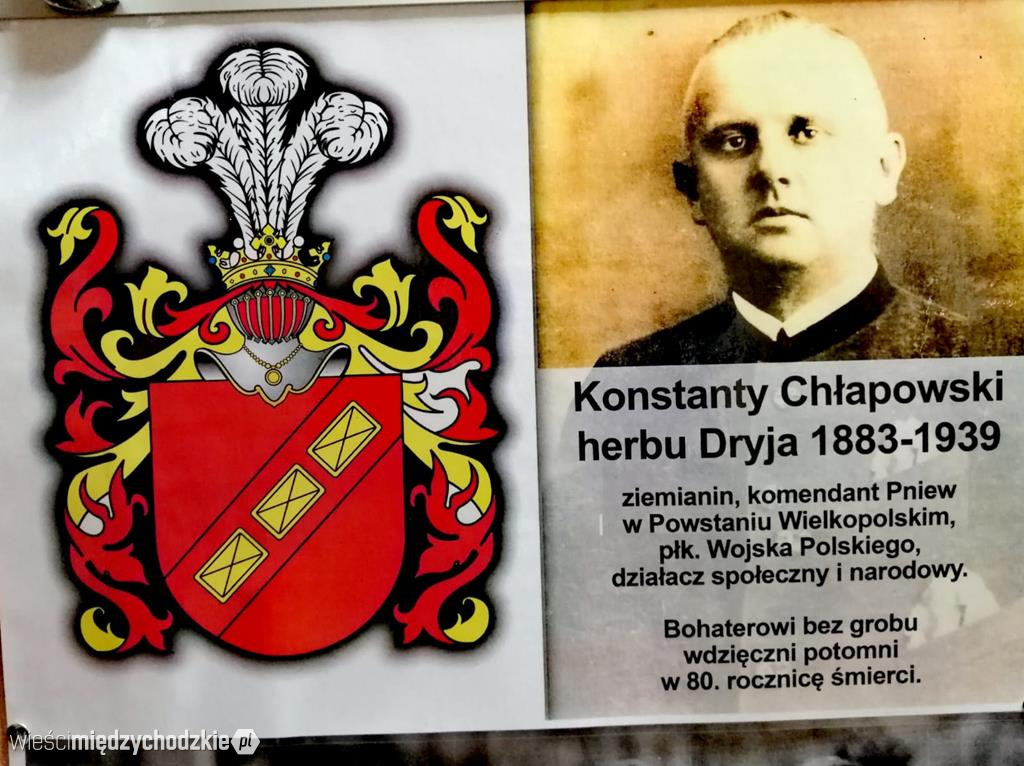 Konstanty Chłapowski
herbu Dryja 1883-1939
ziemianin, komendant Pniew
w Powstaniu Wielkopolskim,
płk. Wojska Polskiego,
działacz społeczny i narodowy.
Bohaterowi bez grobu
wdzięczni potomni
w 80. rocznicę śmierci.
wieścimiędzychodzkie.pl